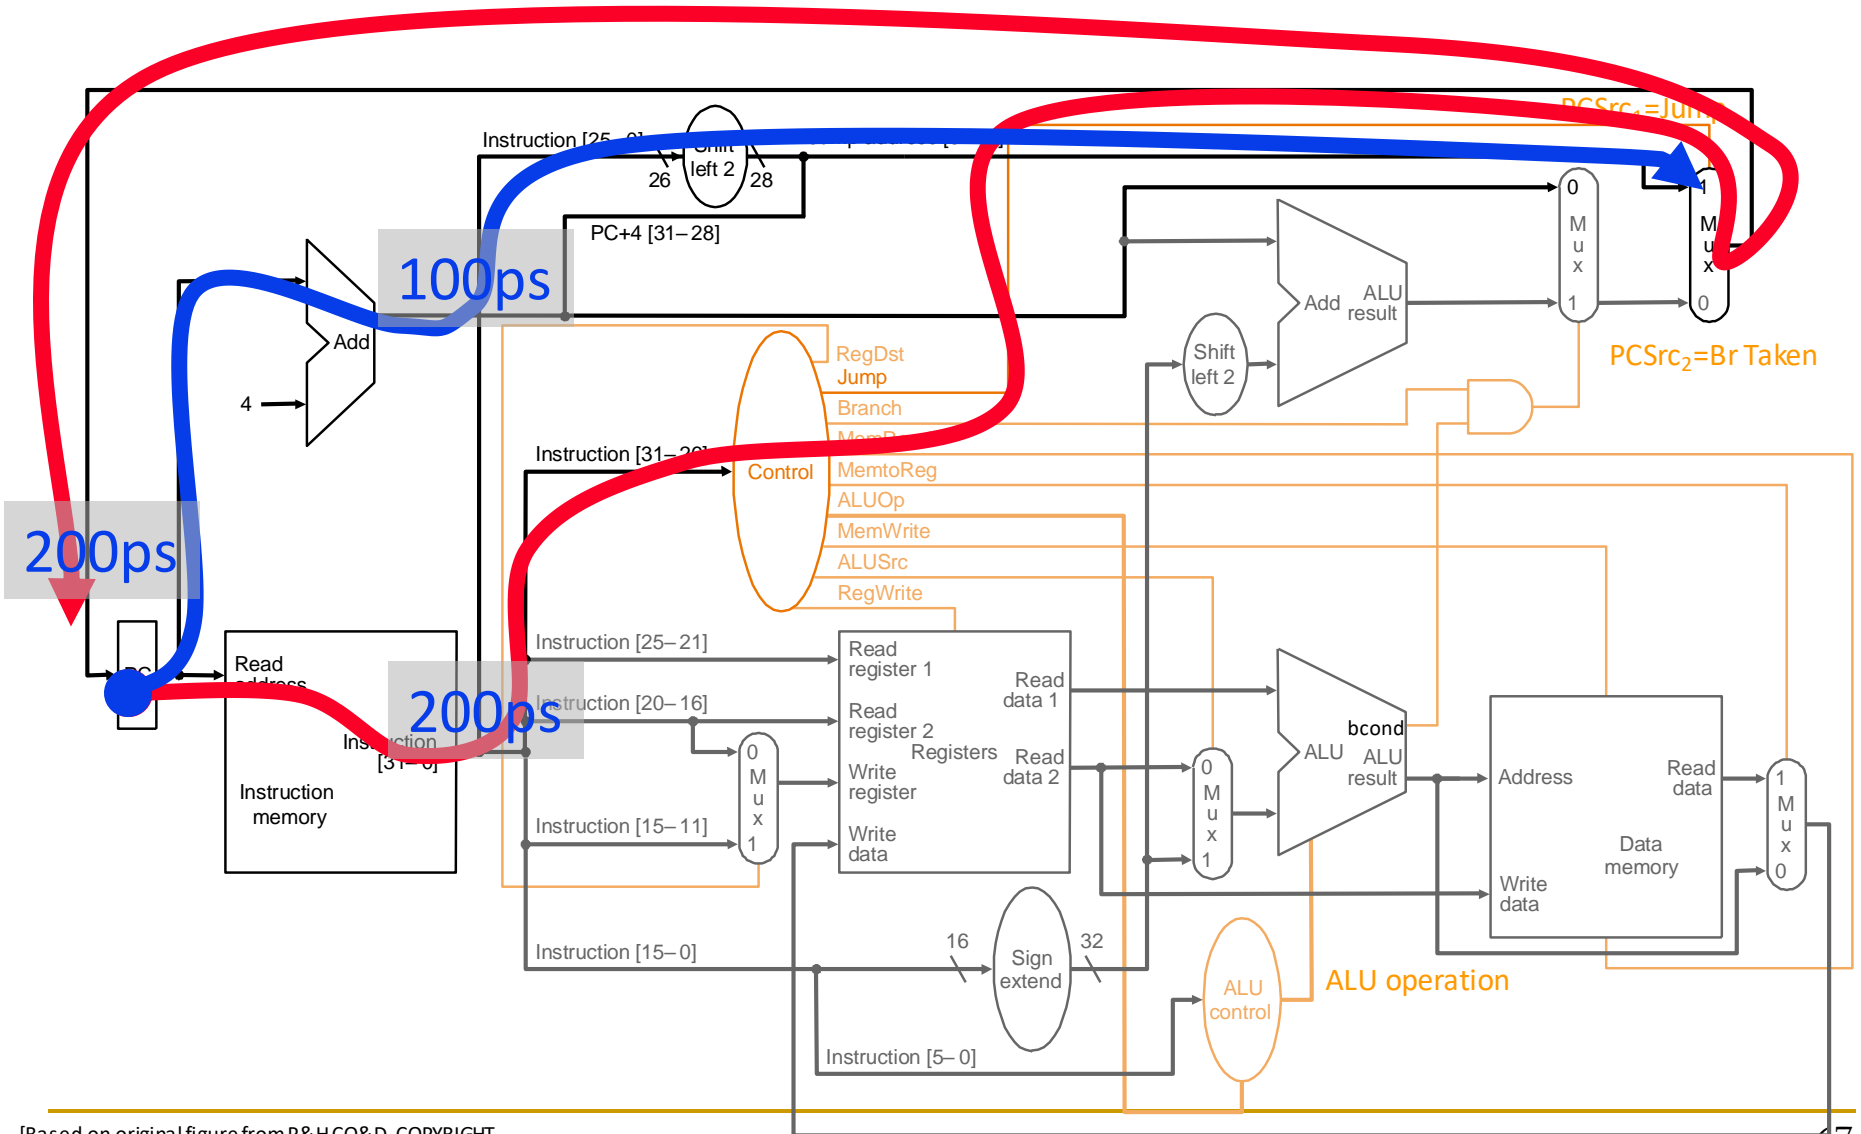 PCSrc1=Jump
Instruction [25–0]
Shift
left 2
26
28
PC+4 [31–28]
100ps
Add
4
0
M
u
x
1
1
M
u
x
0
Add
ALU
result
Shift
left 2
PCSrc2=Br Taken
RegDst
Jump
Branch
MemtoReg
ALUOp
MemWrite
ALUSrc
RegWrite
Control
200ps
PC
Read
address
Instruction
[31–0]
Instruction
memory
200ps
Instruction [25–21]
Instruction [20–16]
Instruction [15–11]
Instruction [15–0]
Instruction [5–0]
0
M
u
x
1
Read
register 1
Read
register 2
Write
register
Write
data
Registers
Read
data 1
Read
data 2
0
M
u
x
1
ALU
bcond
ALU
result
Address
Read
data
Data
memory
Write
data
1
M
u
x
0
16
Sign
extend
32
ALU
control
ALU operation